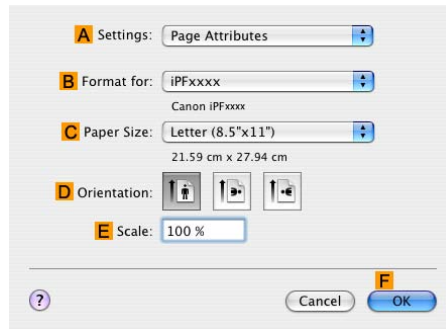 A Settings: Page Attributes
B Format for: iPFxxxx
Canon iPFxxxx
C Paper Size: Letter (8.5"x11")
21.59 cm x 27.94 cm
D Orientation:
E Scale: 100 %
F
? Cancel OK